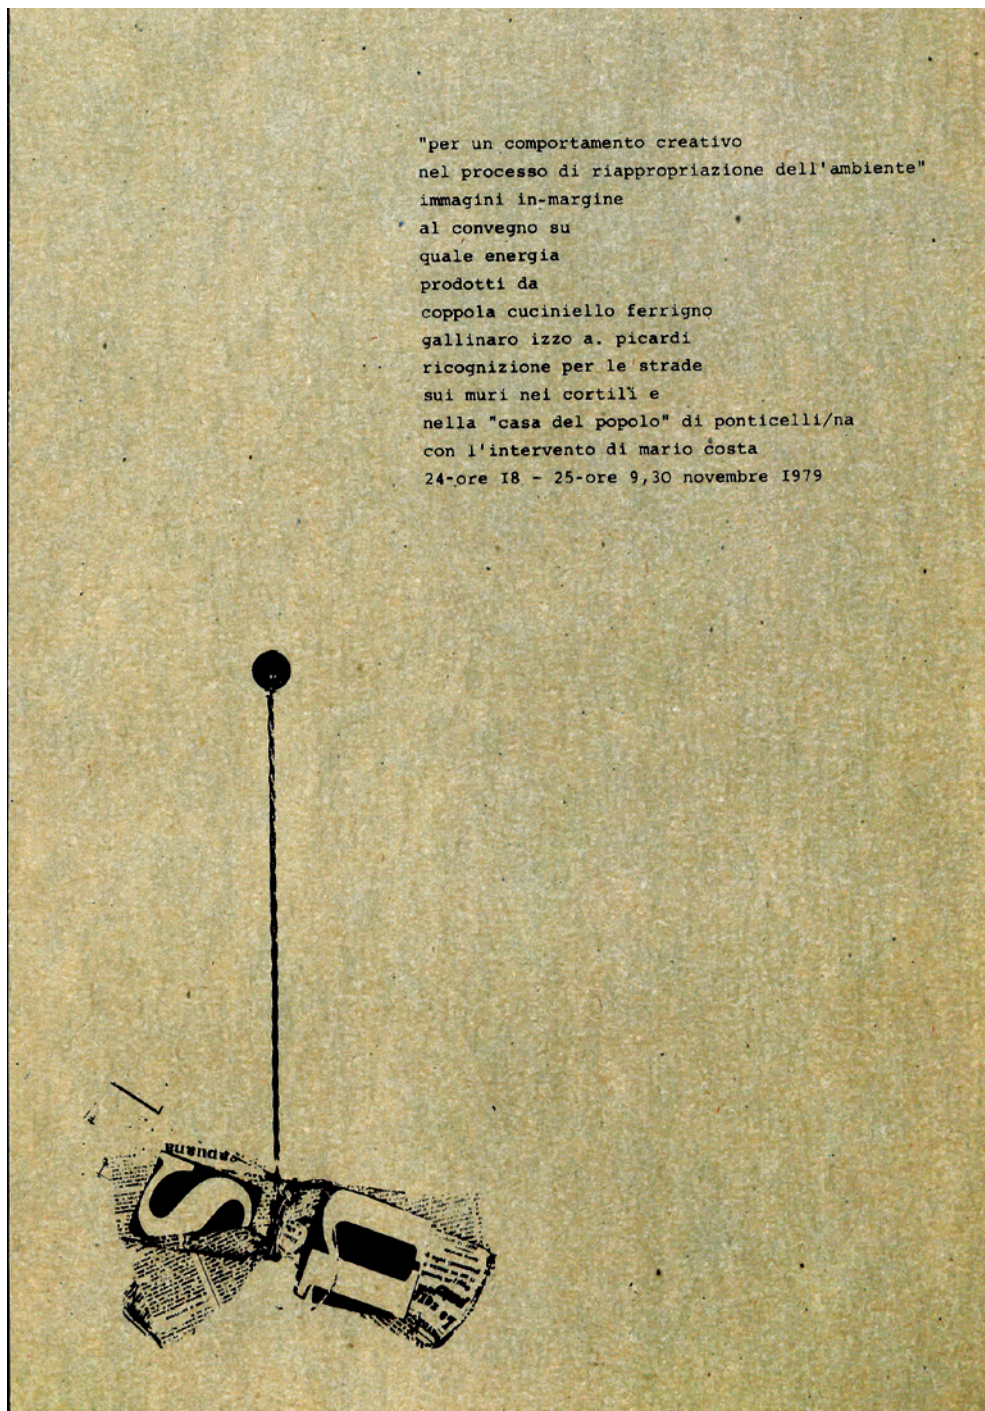 "per un comportamento creativo
nel processo di riappropriazione dell'ambiente"
immagini in-margine
al convegno su
quale energia
prodotti da
coppola cuciniello ferrigno
gallinaro izzo a. picardi
ricognizione per le strade
sui muri nei cortili e
nella "casa del popolo" di ponticelli/na
con l'intervento di mario costa
24-ore I8 - 25-ore 9,30 novembre I979